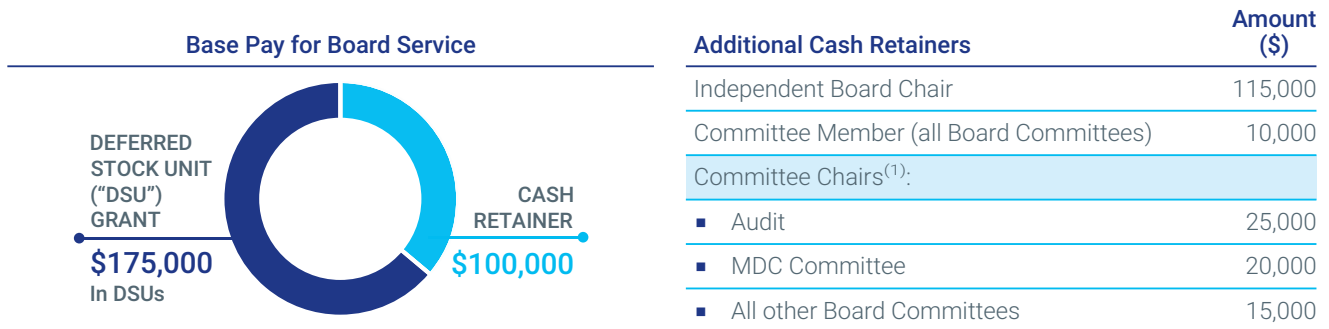 Base Pay for Board Service
DEFERRED
STOCK UNIT
(“DSU”)
GRANT
$175,000
In DSUs
CASH
RETAINER
$100,000
Additional Cash Retainers Amount ($)
Independent Board Chair 115,000
Committee Member (all Board Committees) 10,000
Committee Chairs(1):
▪ Audit 25,000
▪ MDC Committee 20,000
▪ All other Board Committees 15,000